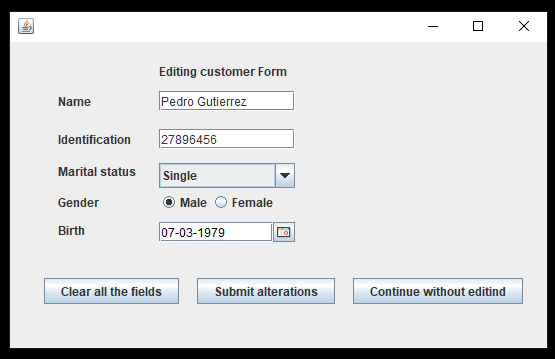 Editing customer Form
Name Pedro Gutierrez
Identification 27896456
Marital status Single
Gender Male Female
Birth 07-03-1979
Clear all the fields Submit alterations Continue without editind